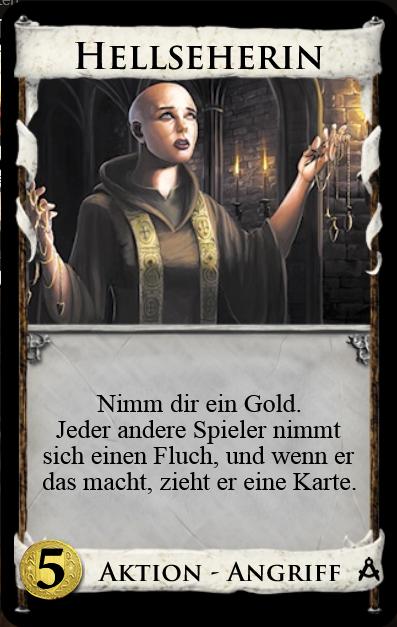 HELLSEHERIN
Nimm dir ein Gold.
Jeder andere Spieler nimmt
sich einen Fluch, und wenn er
das macht, zieht er eine Karte.
5 AKTION - ANGRIFF